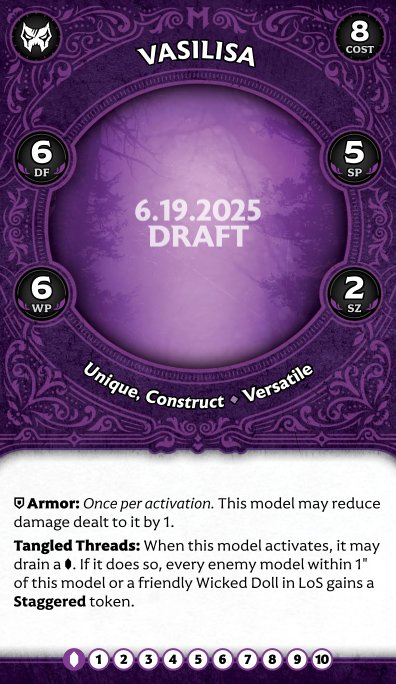 VASILISA
8
COST
6
DF
5
SP
6.19.2025
DRAFT
6
WP
2
SZ
Unique, Construct ◆ Versatile
Armor: Once per activation. This model may reduce
damage dealt to it by 1.
Tangled Threads: When this model activates, it may
drain a . If it does so, every enemy model within 1"
of this model or a friendly Wicked Doll in LoS gains a
Staggered token.
1 2 3 4 5 6 7 8 9 10